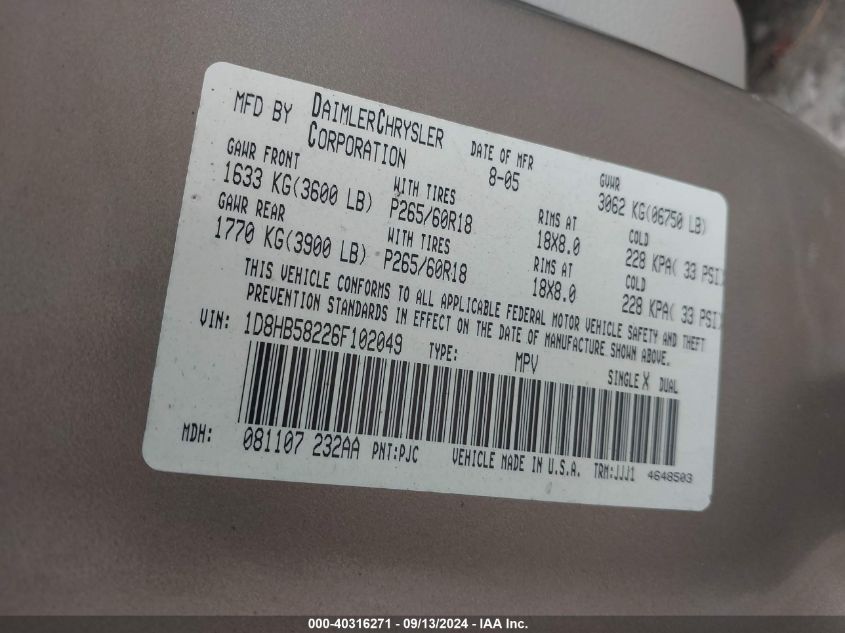 MFD BY DAIMLERCHRYSLER CORPORATION
DATE OF MFR 8-05
GVWR 3062 KG(06750 LB)
GAWR FRONT 1633 KG(3600 LB)
WITH TIRES P265/60R18
RIMS AT 18X8.0
COLD 228 KPA( 33 PSI)
GAWR REAR 1770 KG(3900 LB)
WITH TIRES P265/60R18
RIMS AT 18X8.0
COLD 228 KPA( 33 PSI)
THIS VEHICLE CONFORMS TO ALL APPLICABLE FEDERAL MOTOR VEHICLE SAFETY AND THEFT
PREVENTION STANDARDS IN EFFECT ON THE DATE OF MANUFACTURE SHOWN ABOVE.
VIN: 1D8HB58226F102049 TYPE: MPV SINGLE X DUAL
MDH: 081107 232AA PNT:PJC VEHICLE MADE IN U.S.A. TRM:JJJ1 4648503
000-40316271 - 09/13/2024 - IAA Inc.